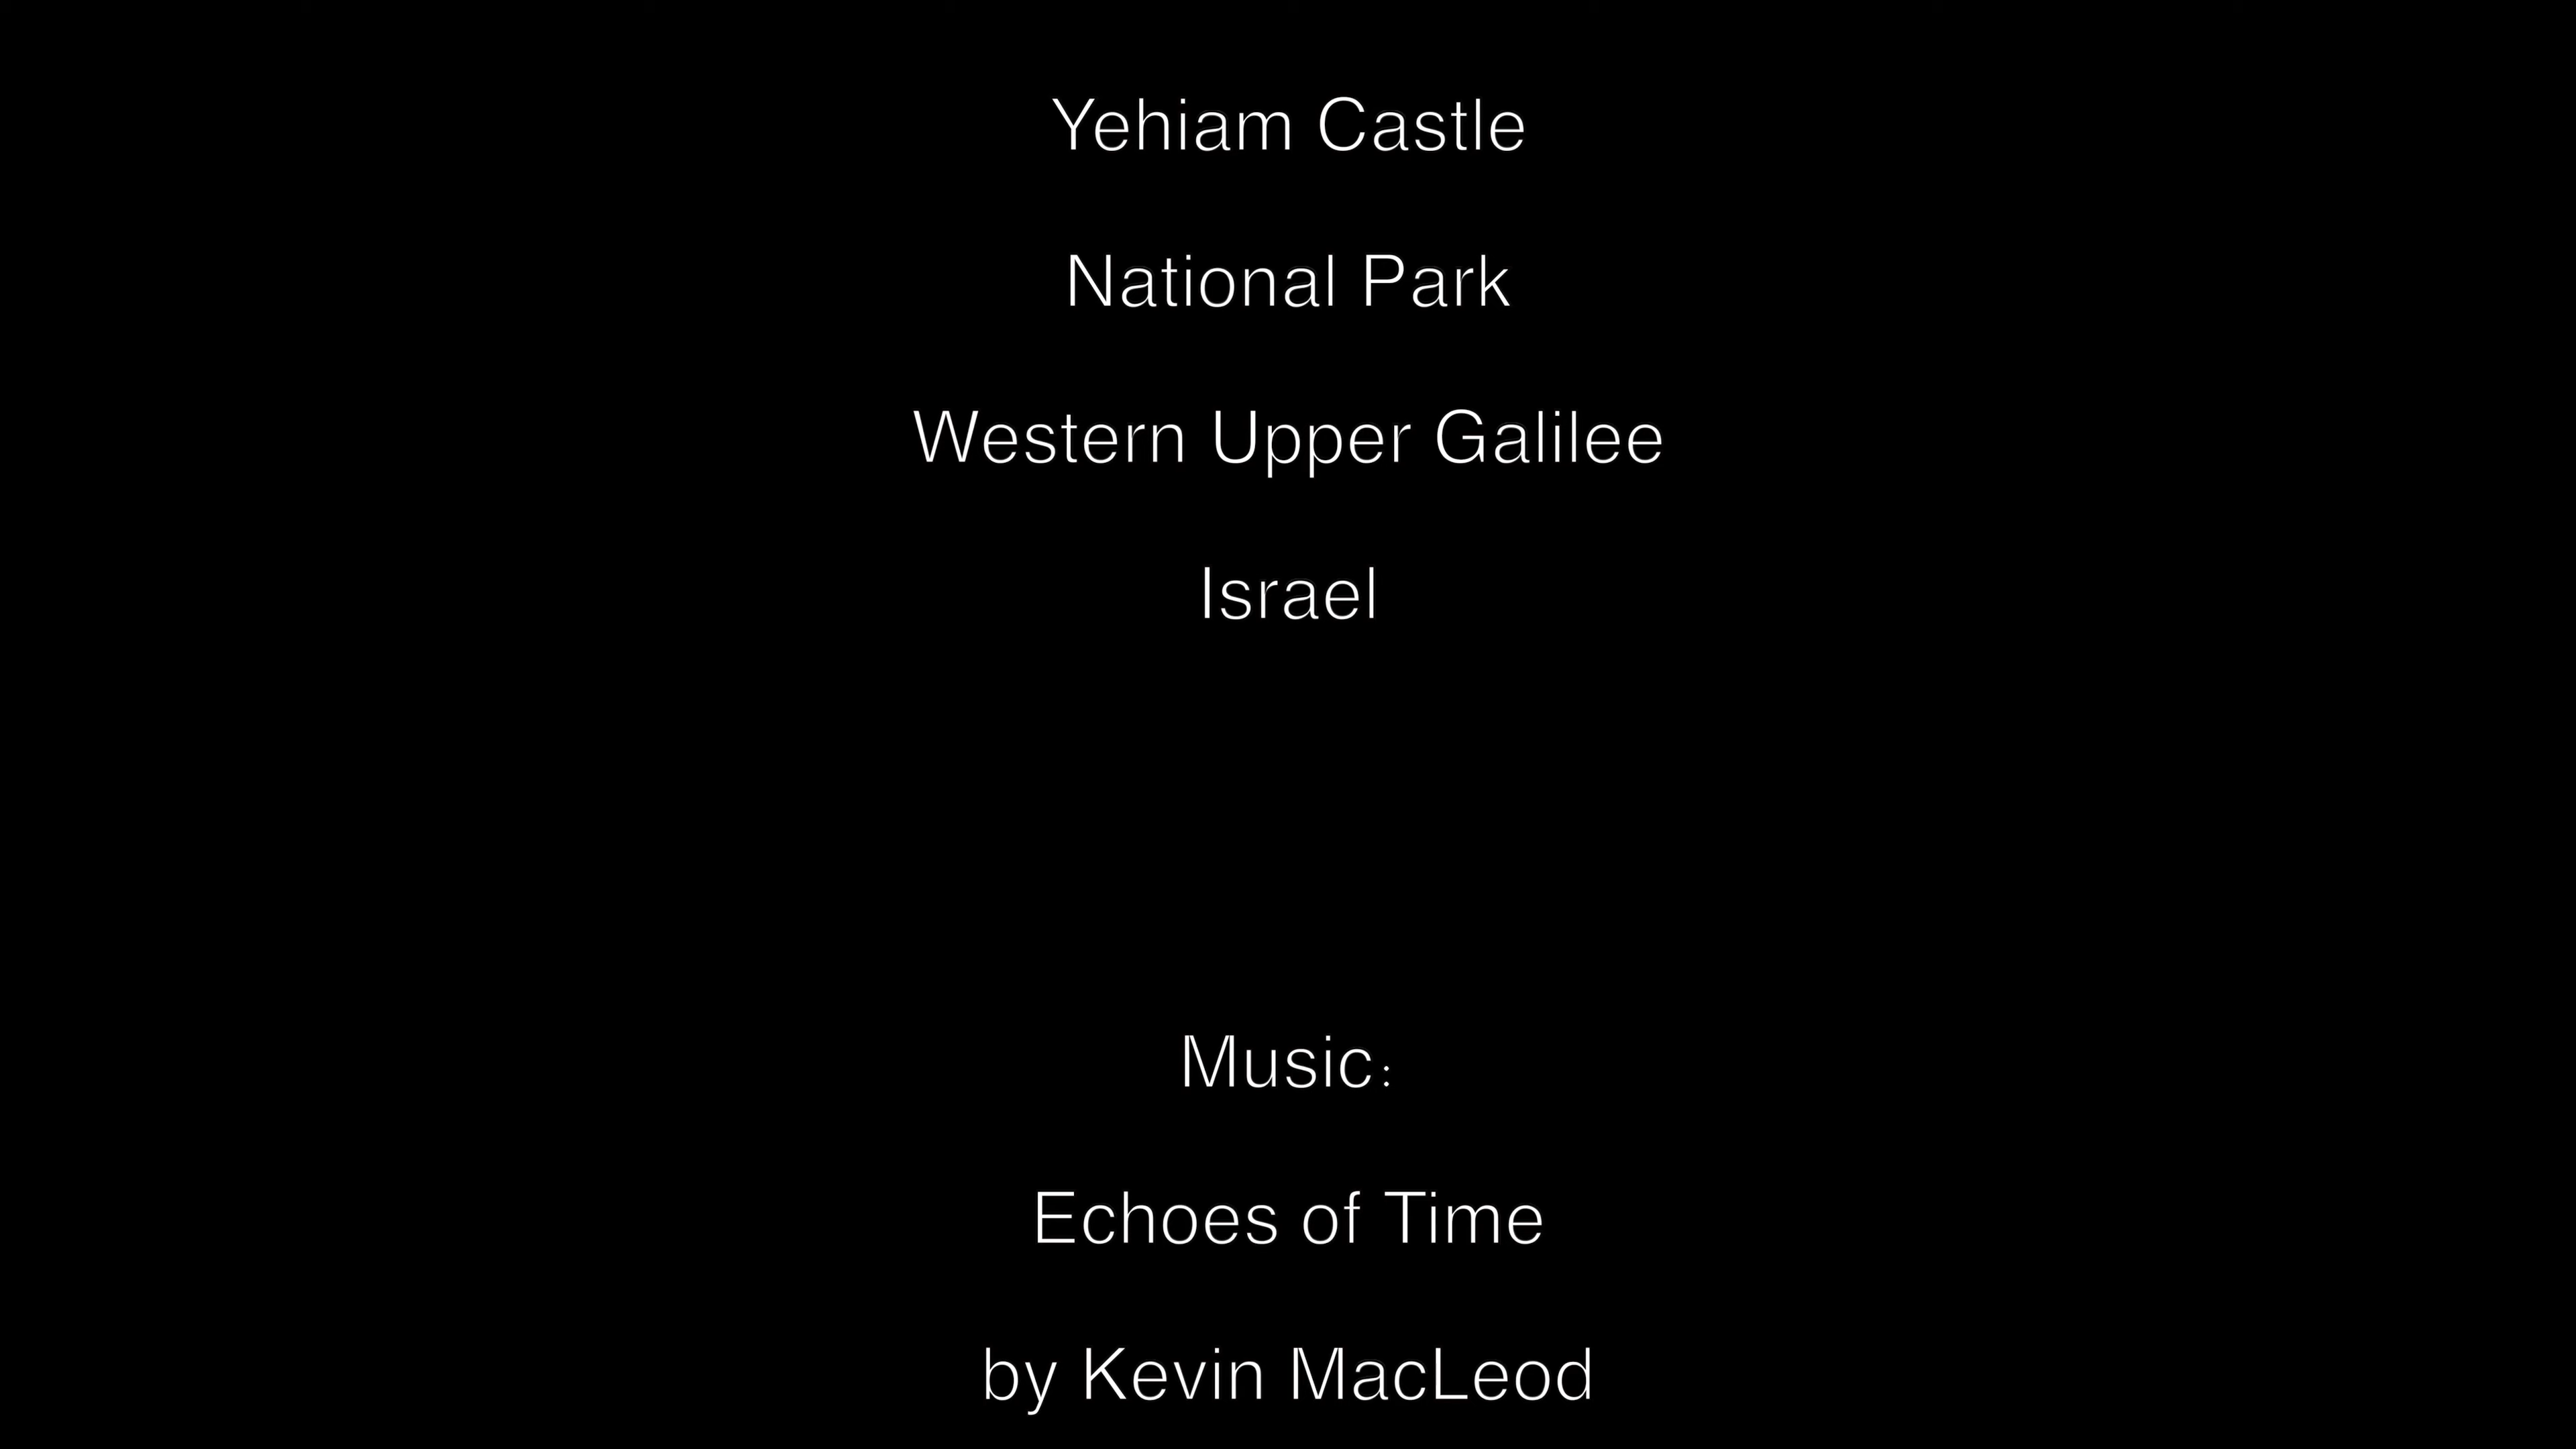 Yehiam Castle
National Park
Western Upper Galilee
Israel
Music:
Echoes of Time
by Kevin MacLeod